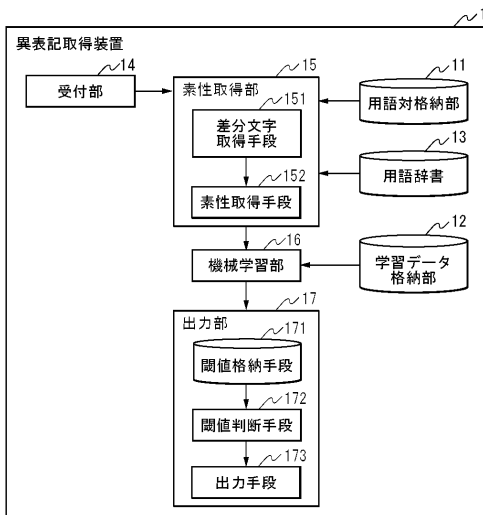 1
異表記取得装置
14
受付部
15
素性取得部
151
差分文字
取得手段
152
素性取得手段
11
用語対格納部
13
用語辞書
16
機械学習部
12
学習データ
格納部
17
出力部
171
閾値格納手段
172
閾値判断手段
173
出力手段